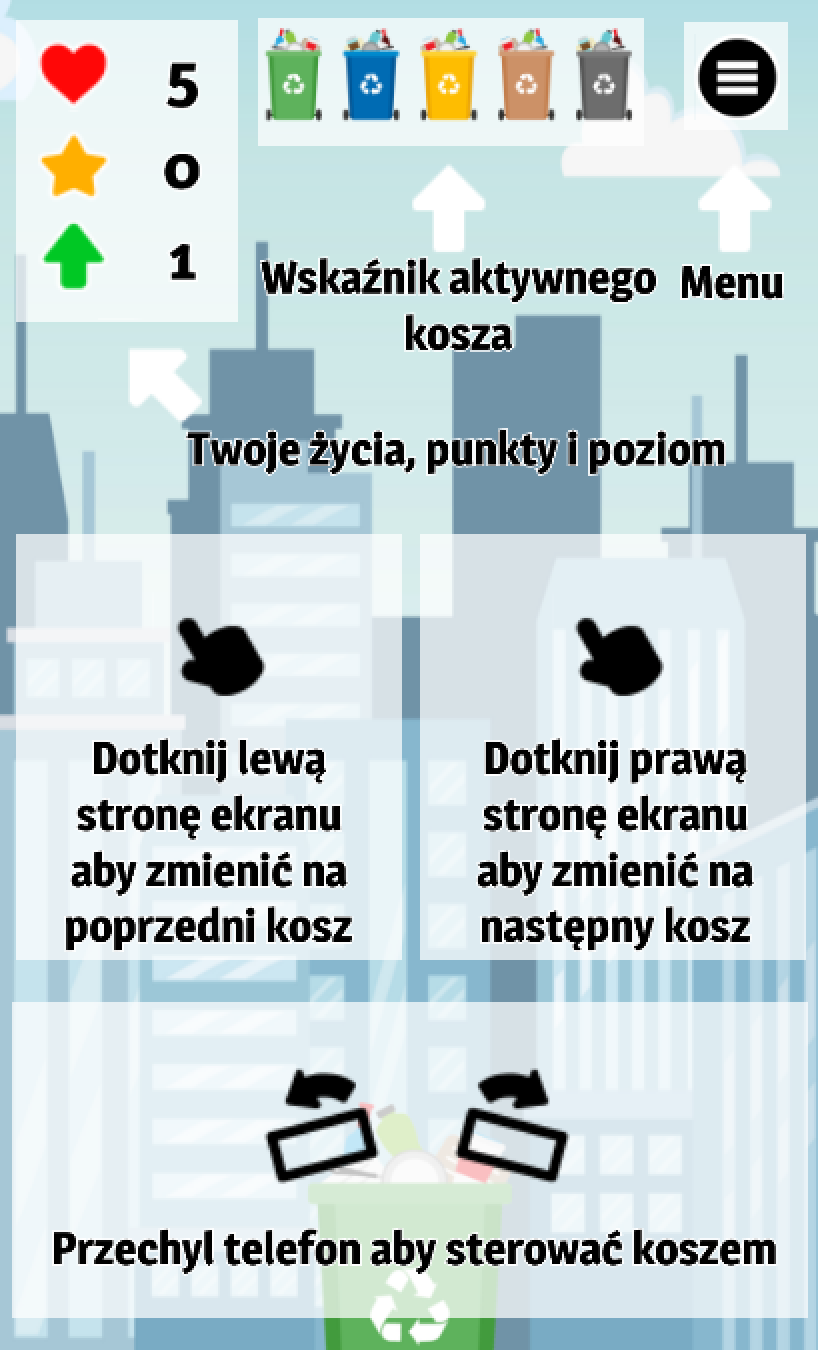 5
0
1
Wskaźnik aktywnego
kosza
Menu
Twoje życia, punkty i poziom
Dotknij lewą
stronę ekranu
aby zmienić na
poprzedni kosz
Dotknij prawą
stronę ekranu
aby zmienić na
następny kosz
Przechyl telefon aby sterować koszem